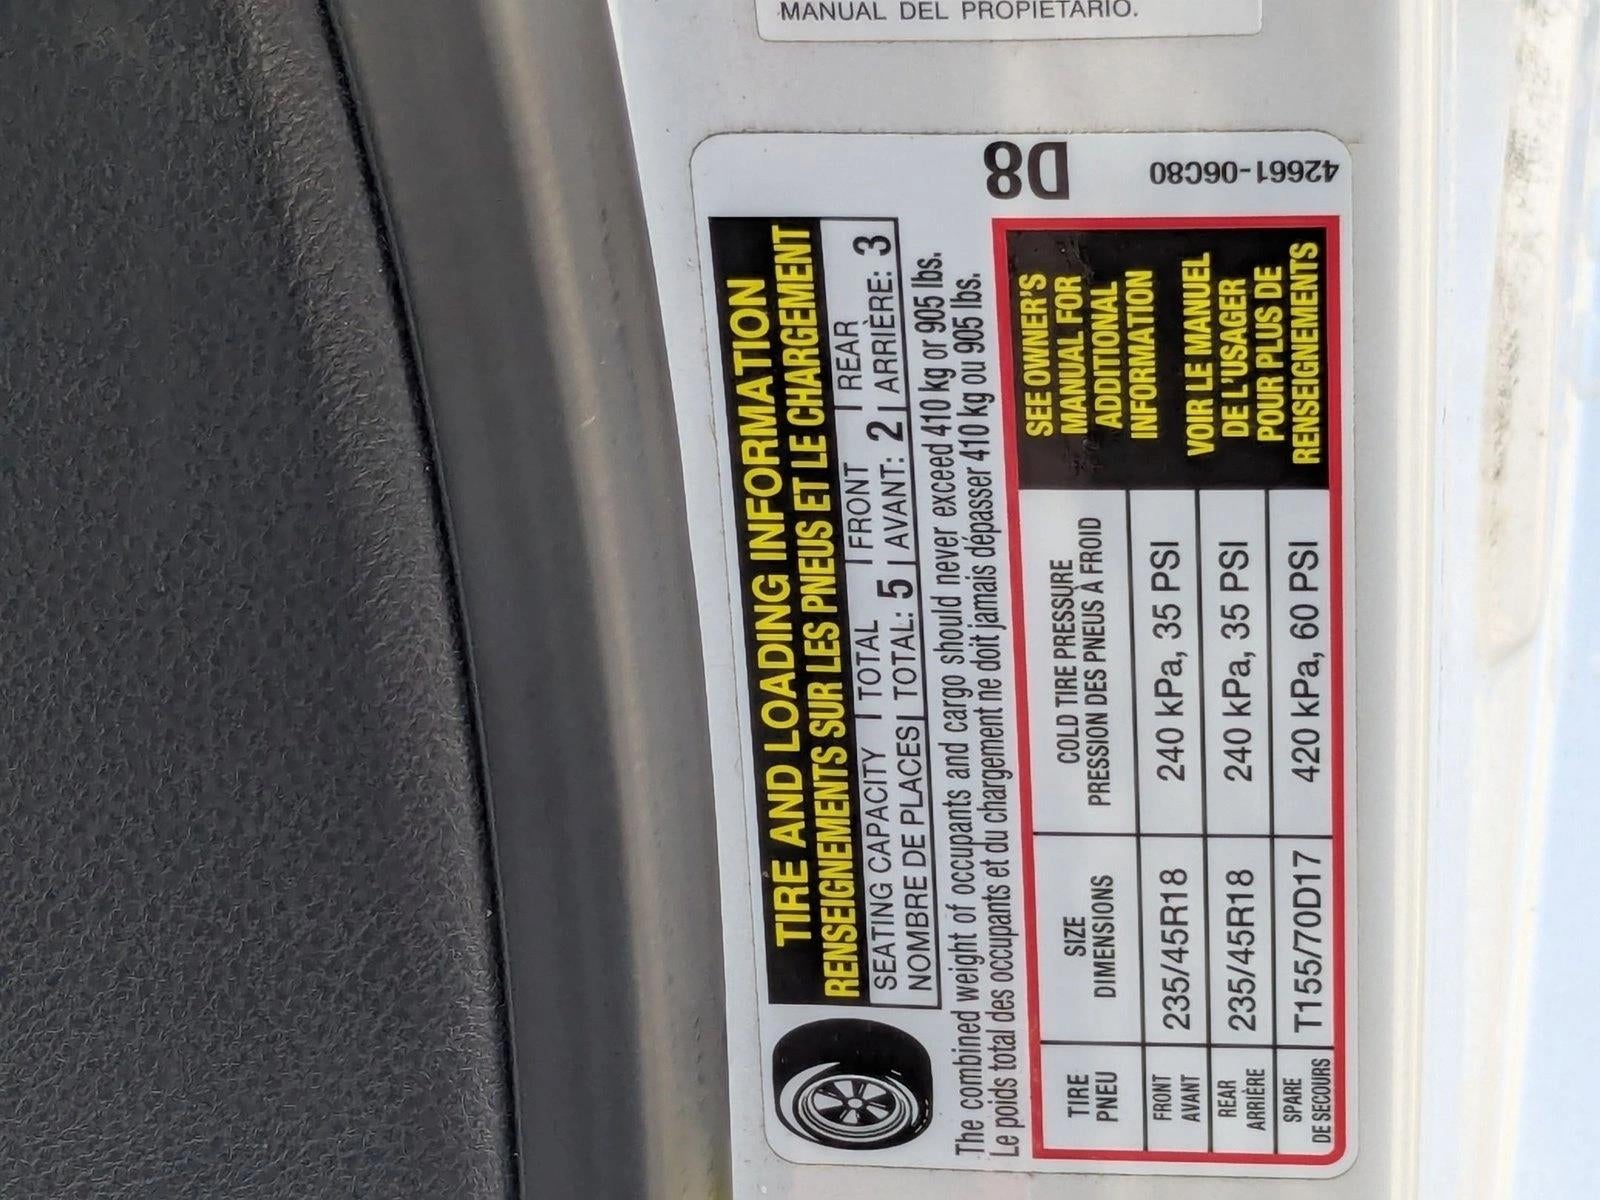 MANUAL DEL PROPIETARIO.
TIRE AND LOADING INFORMATION
RENSEIGNEMENTS SUR LES PNEUS ET LE CHARGEMENT
SEATING CAPACITY | TOTAL | FRONT | REAR
NOMBRE DE PLACES | TOTAL: 5 | AVANT: 2 | ARRIÈRE: 3
The combined weight of occupants and cargo should never exceed 410 kg or 905 lbs.
Le poids total des occupants et du chargement ne doit jamais dépasser 410 kg ou 905 lbs.
TIRE
PNEU
SIZE
DIMENSIONS
COLD TIRE PRESSURE
PRESSION DES PNEUS À FROID
FRONT
AVANT
235/45R18
240 kPa, 35 PSI
REAR
ARRIÈRE
235/45R18
240 kPa, 35 PSI
SPARE
DE SECOURS
T155/70D17
420 kPa, 60 PSI
SEE OWNER'S
MANUAL FOR
ADDITIONAL
INFORMATION
VOIR LE MANUEL
DE L'USAGER
POUR PLUS DE
RENSEIGNEMENTS
D8
42661-06C80